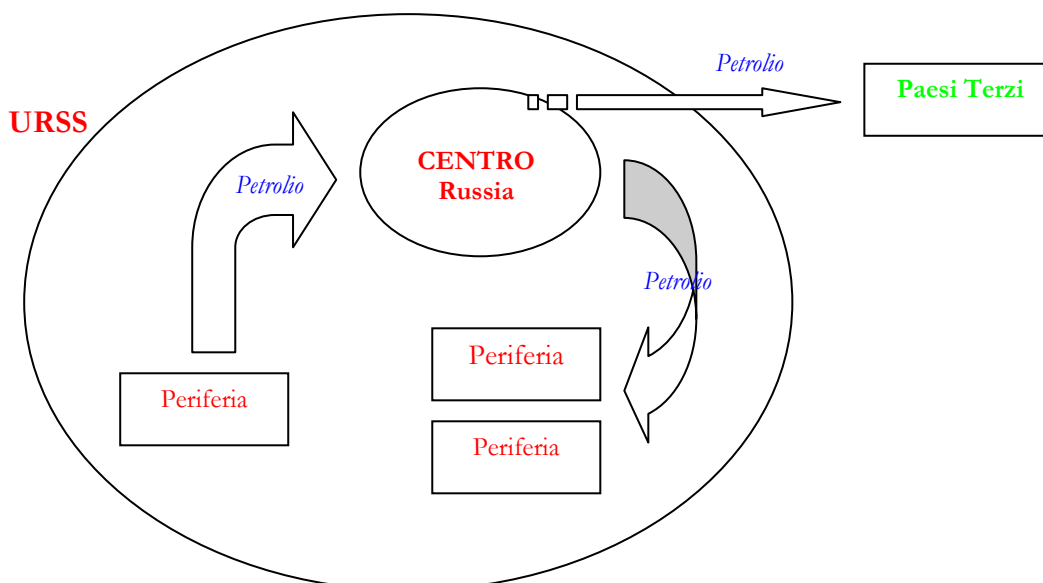 Petrolio
Paesi Terzi
URSS
CENTRO
Russia
Petrolio
Petrolio
Periferia
Periferia
Periferia